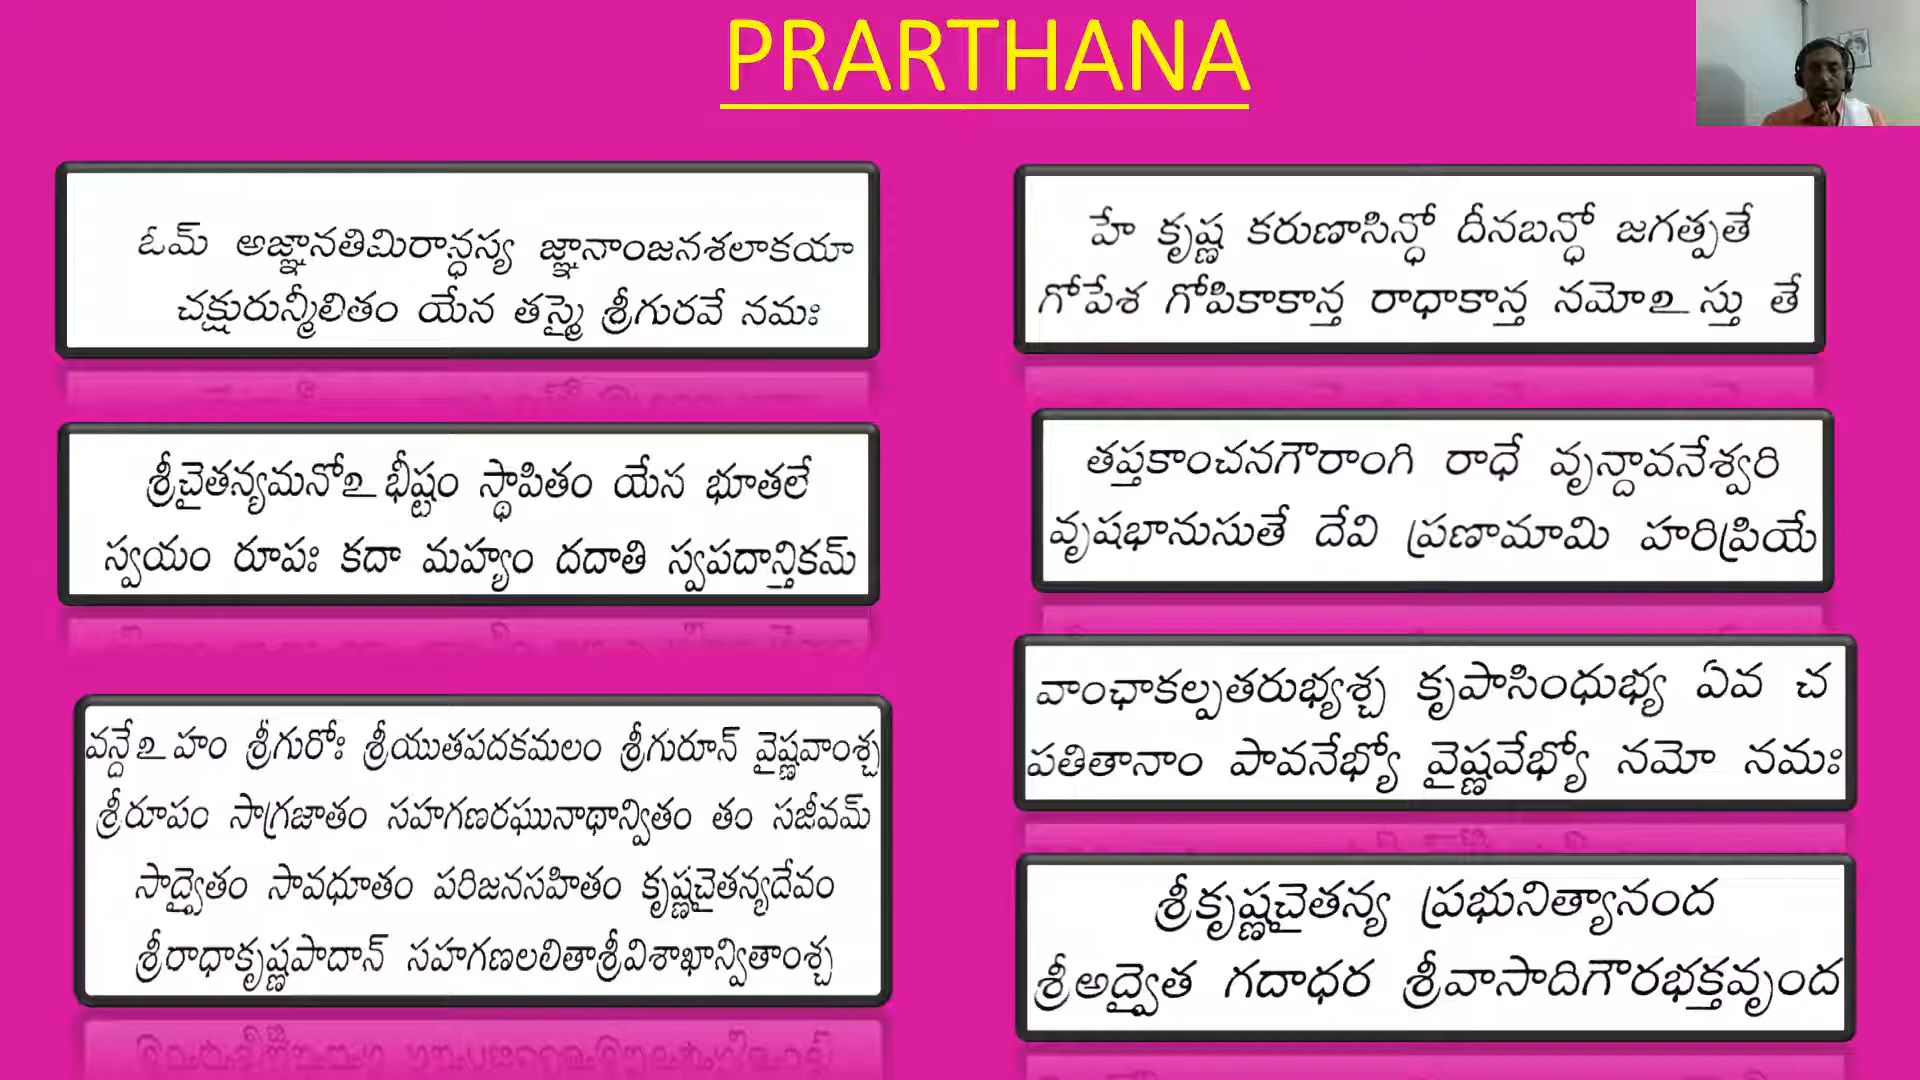 PRARTHANA
ఓమ్ అజ్ఞానతిమిరాన్ధస్య జ్ఞానాంజనశలాకయా
చక్షురున్మీలితం యేన తస్మై శ్రీగురవే నమః
శ్రీచైతన్యమనోఽభీష్టం స్థాపితం యేన భూతలే
స్వయం రూపః కదా మహ్యం దదాతి స్వపదాన్తికమ్
వన్దేఽహం శ్రీగురోః శ్రీయుతపదకమలం శ్రీగురూన్ వైష్ణవాంశ్చ
శ్రీరూపం సాగ్రజాతం సహగణరఘునాథాన్వితం తం సజీవమ్
సాద్వైతం సావధూతం పరిజనసహితం కృష్ణచైతన్యదేవం
శ్రీరాధాకృష్ణపాదాన్ సహగణలలితాశ్రీవిశాఖాన్వితాంశ్చ
హే కృష్ణ కరుణాసిన్ధో దీనబన్ధో జగత్పతే
గోపేశ గోపికాకాన్త రాధాకాన్త నమోఽ స్తు తే
తప్తకాంచనగౌరాంగి రాధే వృన్దావనేశ్వరి
వృషభానుసుతే దేవి ప్రణామామి హరిప్రియే
వాంఛాకల్పతరుభ్యశ్చ కృపాసింధుభ్య ఏవ చ
పతితానాం పావనేభ్యో వైష్ణవేభ్యో నమో నమః
శ్రీకృష్ణచైతన్య ప్రభునిత్యానంద
శ్రీఅద్వైత గదాధర శ్రీవాసాదిగౌరభక్తవృంద